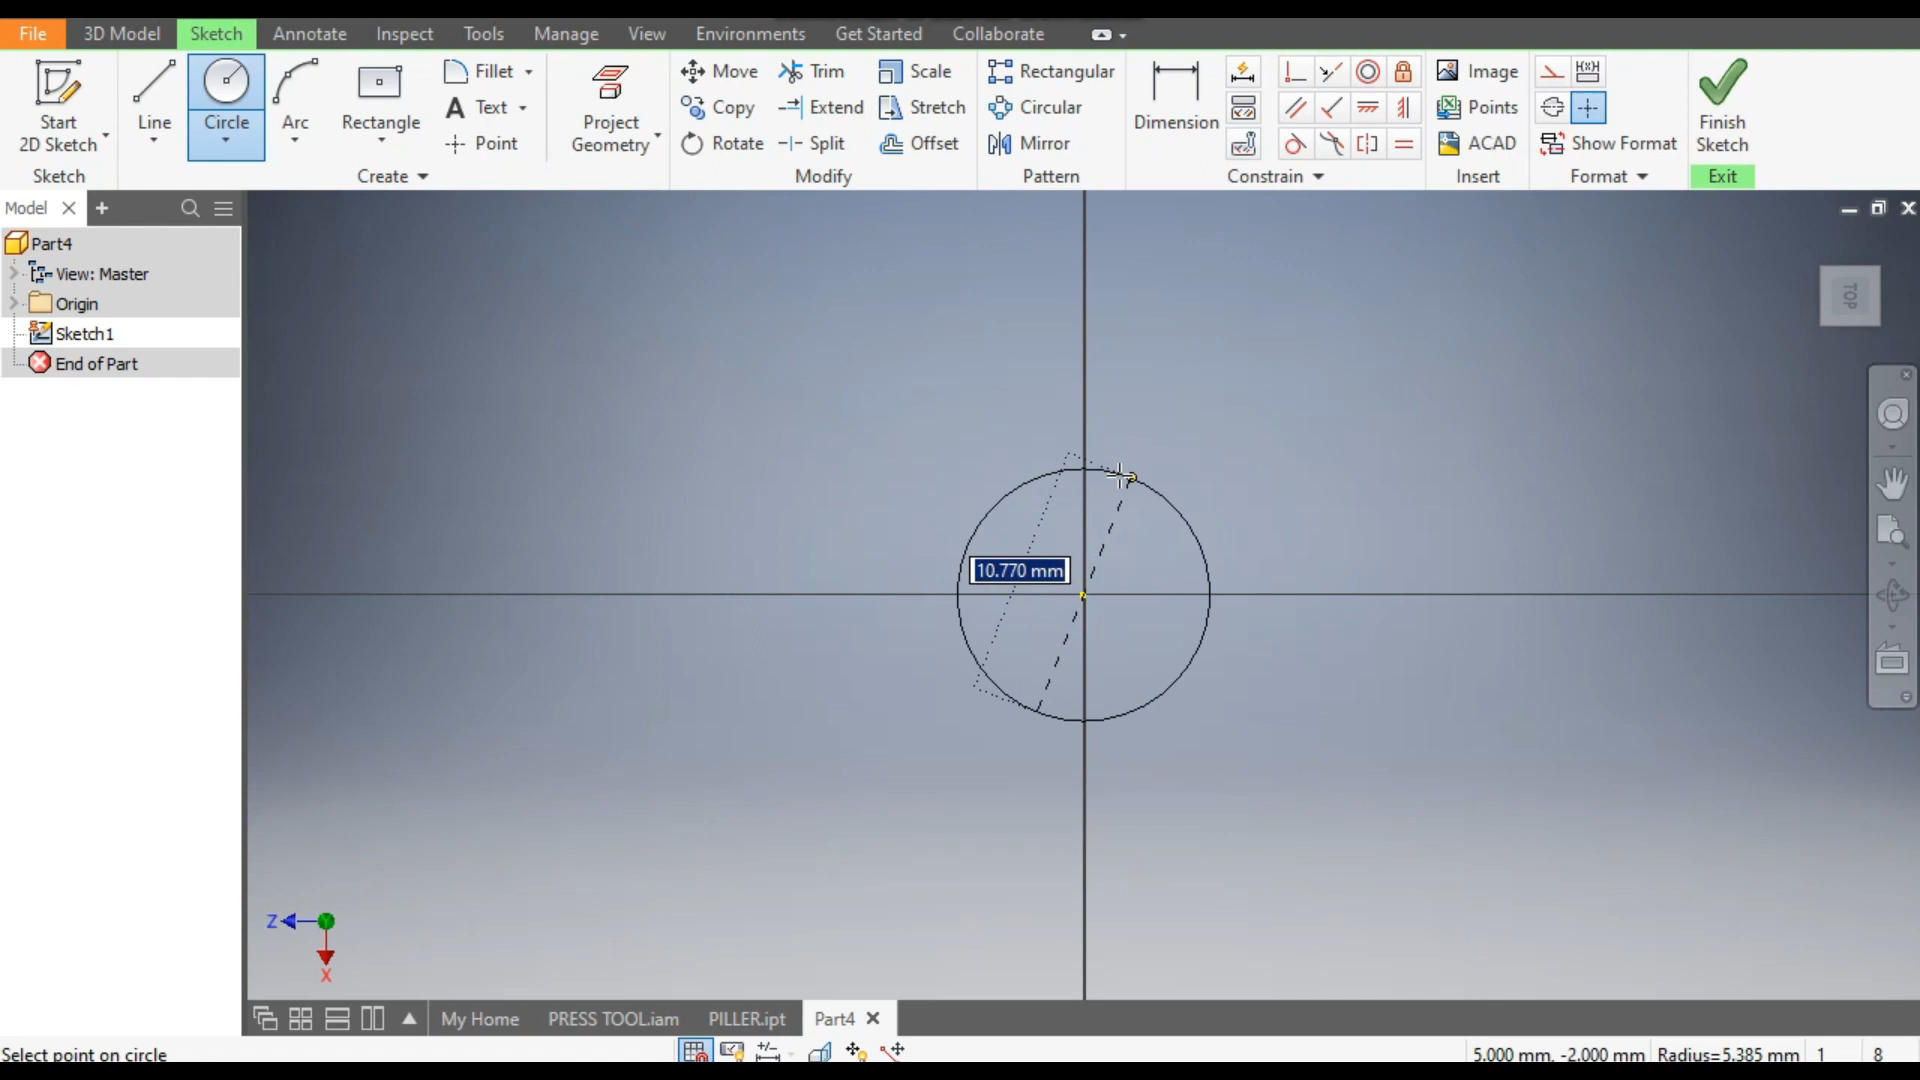 File 3D Model Sketch Annotate Inspect Tools Manage View Environments Get Started Collaborate
Start 2D Sketch
Line
Circle
Arc
Rectangle
Fillet
Text
Point
Project Geometry
Move Trim Scale
Copy Extend Stretch
Rotate Split Offset
Rectangular
Circular
Mirror
Dimension
Image
Points
ACAD
Show Format
Finish Sketch
Sketch Create Modify Pattern Constrain Insert Format Exit
Model
Part4
View: Master
Origin
Sketch1
End of Part
TOP
10.770 mm
Z
X
My Home PRESS TOOL.iam PILLER.ipt Part4
Select point on circle 5.000 mm, -2.000 mm Radius=5.385 mm 1 8